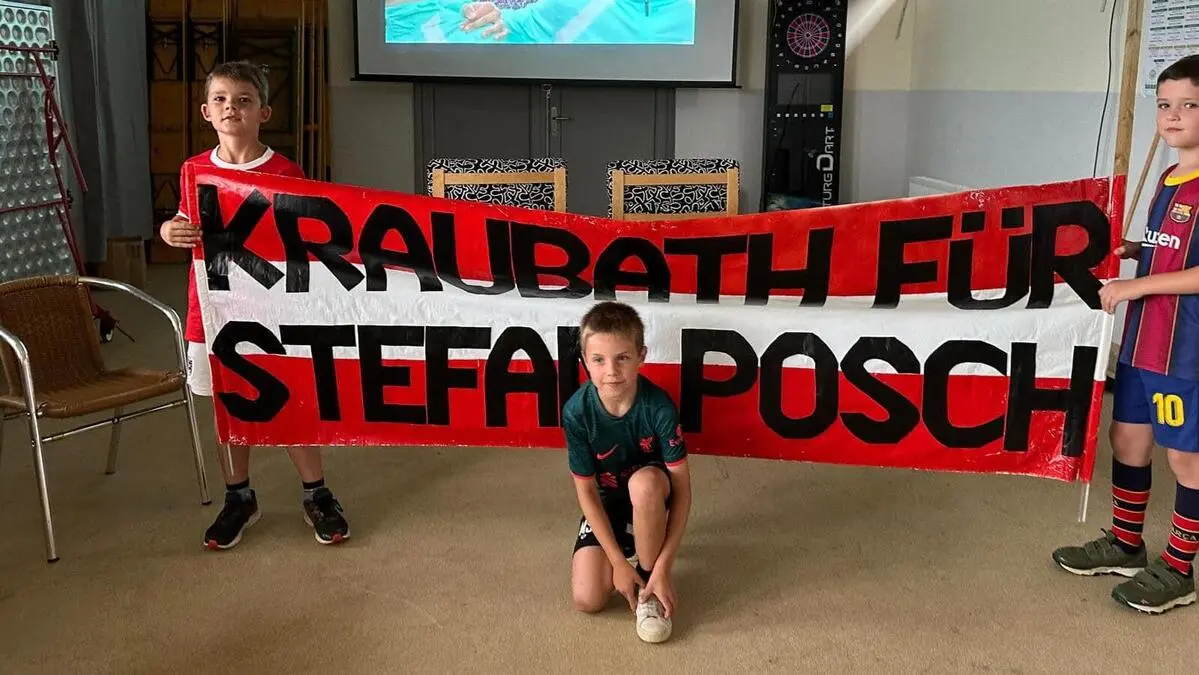 KRAUBATH FÜR
STEFAN POSCH
10